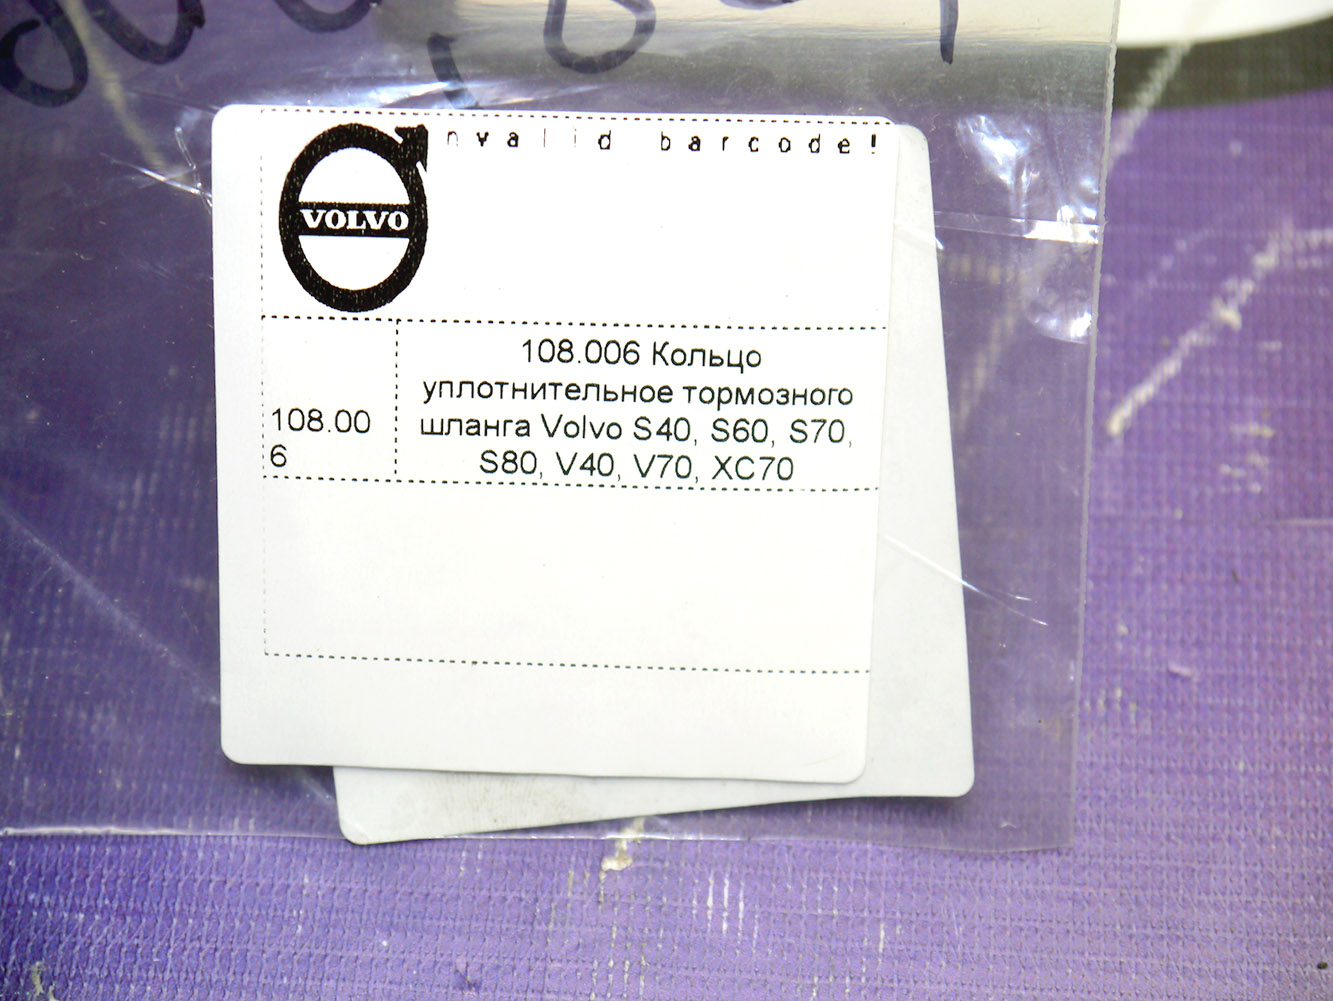 nvalid barcode!
VOLVO
108.006 Кольцо
уплотнительное тормозного
шланга Volvo S40, S60, S70,
S80, V40, V70, XC70
108.00
6